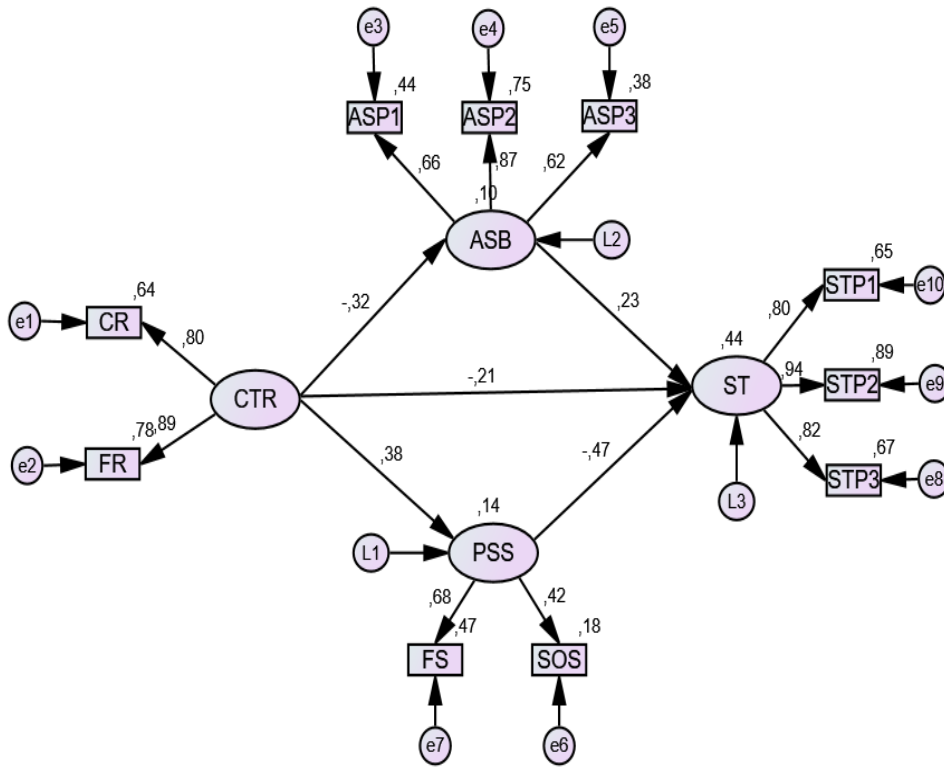 e3
e4
e5
,44
,75
,38
ASP1
ASP2
ASP3
,66
,87
,62
,10
ASB
L2
e1
,64
CR
,80
-,32
,23
,65
STP1
e10
,80
,44
CTR
-,21
ST
,94
,89
STP2
e9
e2
,78
,89
FR
,38
-,47
,82
,67
STP3
e8
L3
,14
L1
PSS
,68
,42
,47
,18
FS
SOS
e7
e6